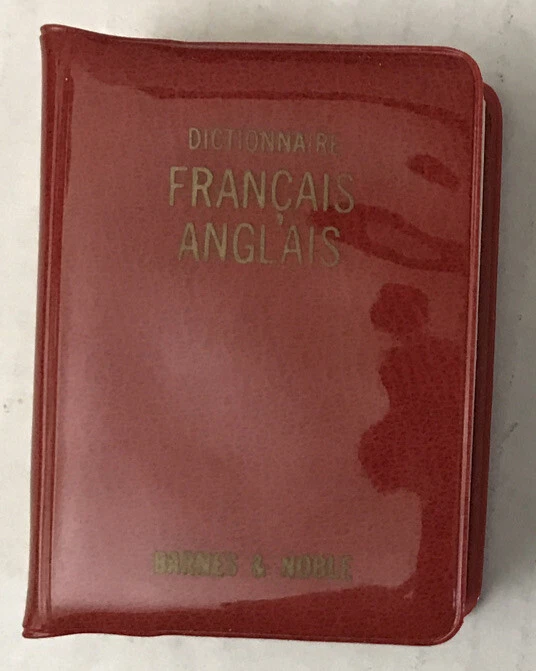 DICTIONNAIRE
FRANÇAIS
ANGLAIS
BARNES & NOBLE